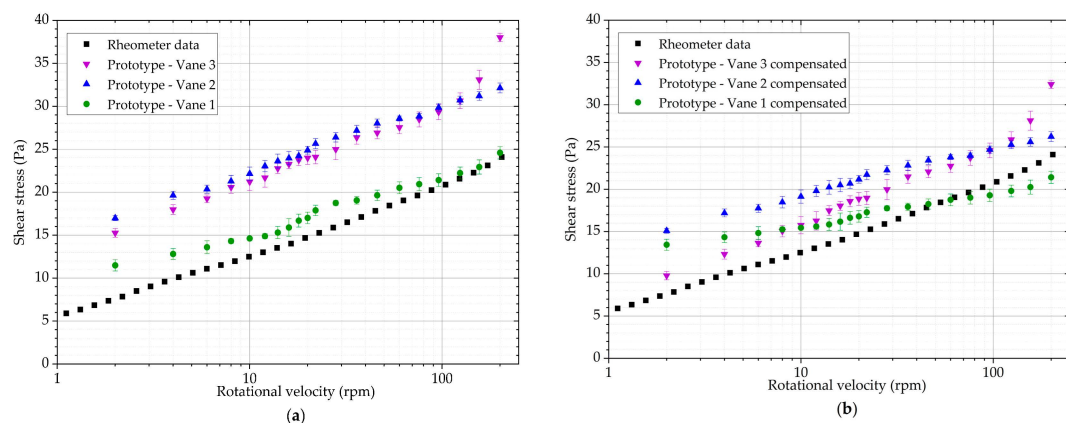 40
35
30
25
20
15
10
5
0
Shear stress (Pa)
Rheometer data
Prototype - Vane 3
Prototype - Vane 2
Prototype - Vane 1
1
10
100
Rotational velocity (rpm)
(a)
40
35
30
25
20
15
10
5
0
Shear stress (Pa)
Rheometer data
Prototype - Vane 3 compensated
Prototype - Vane 2 compensated
Prototype - Vane 1 compensated
1
10
100
Rotational velocity (rpm)
(b)